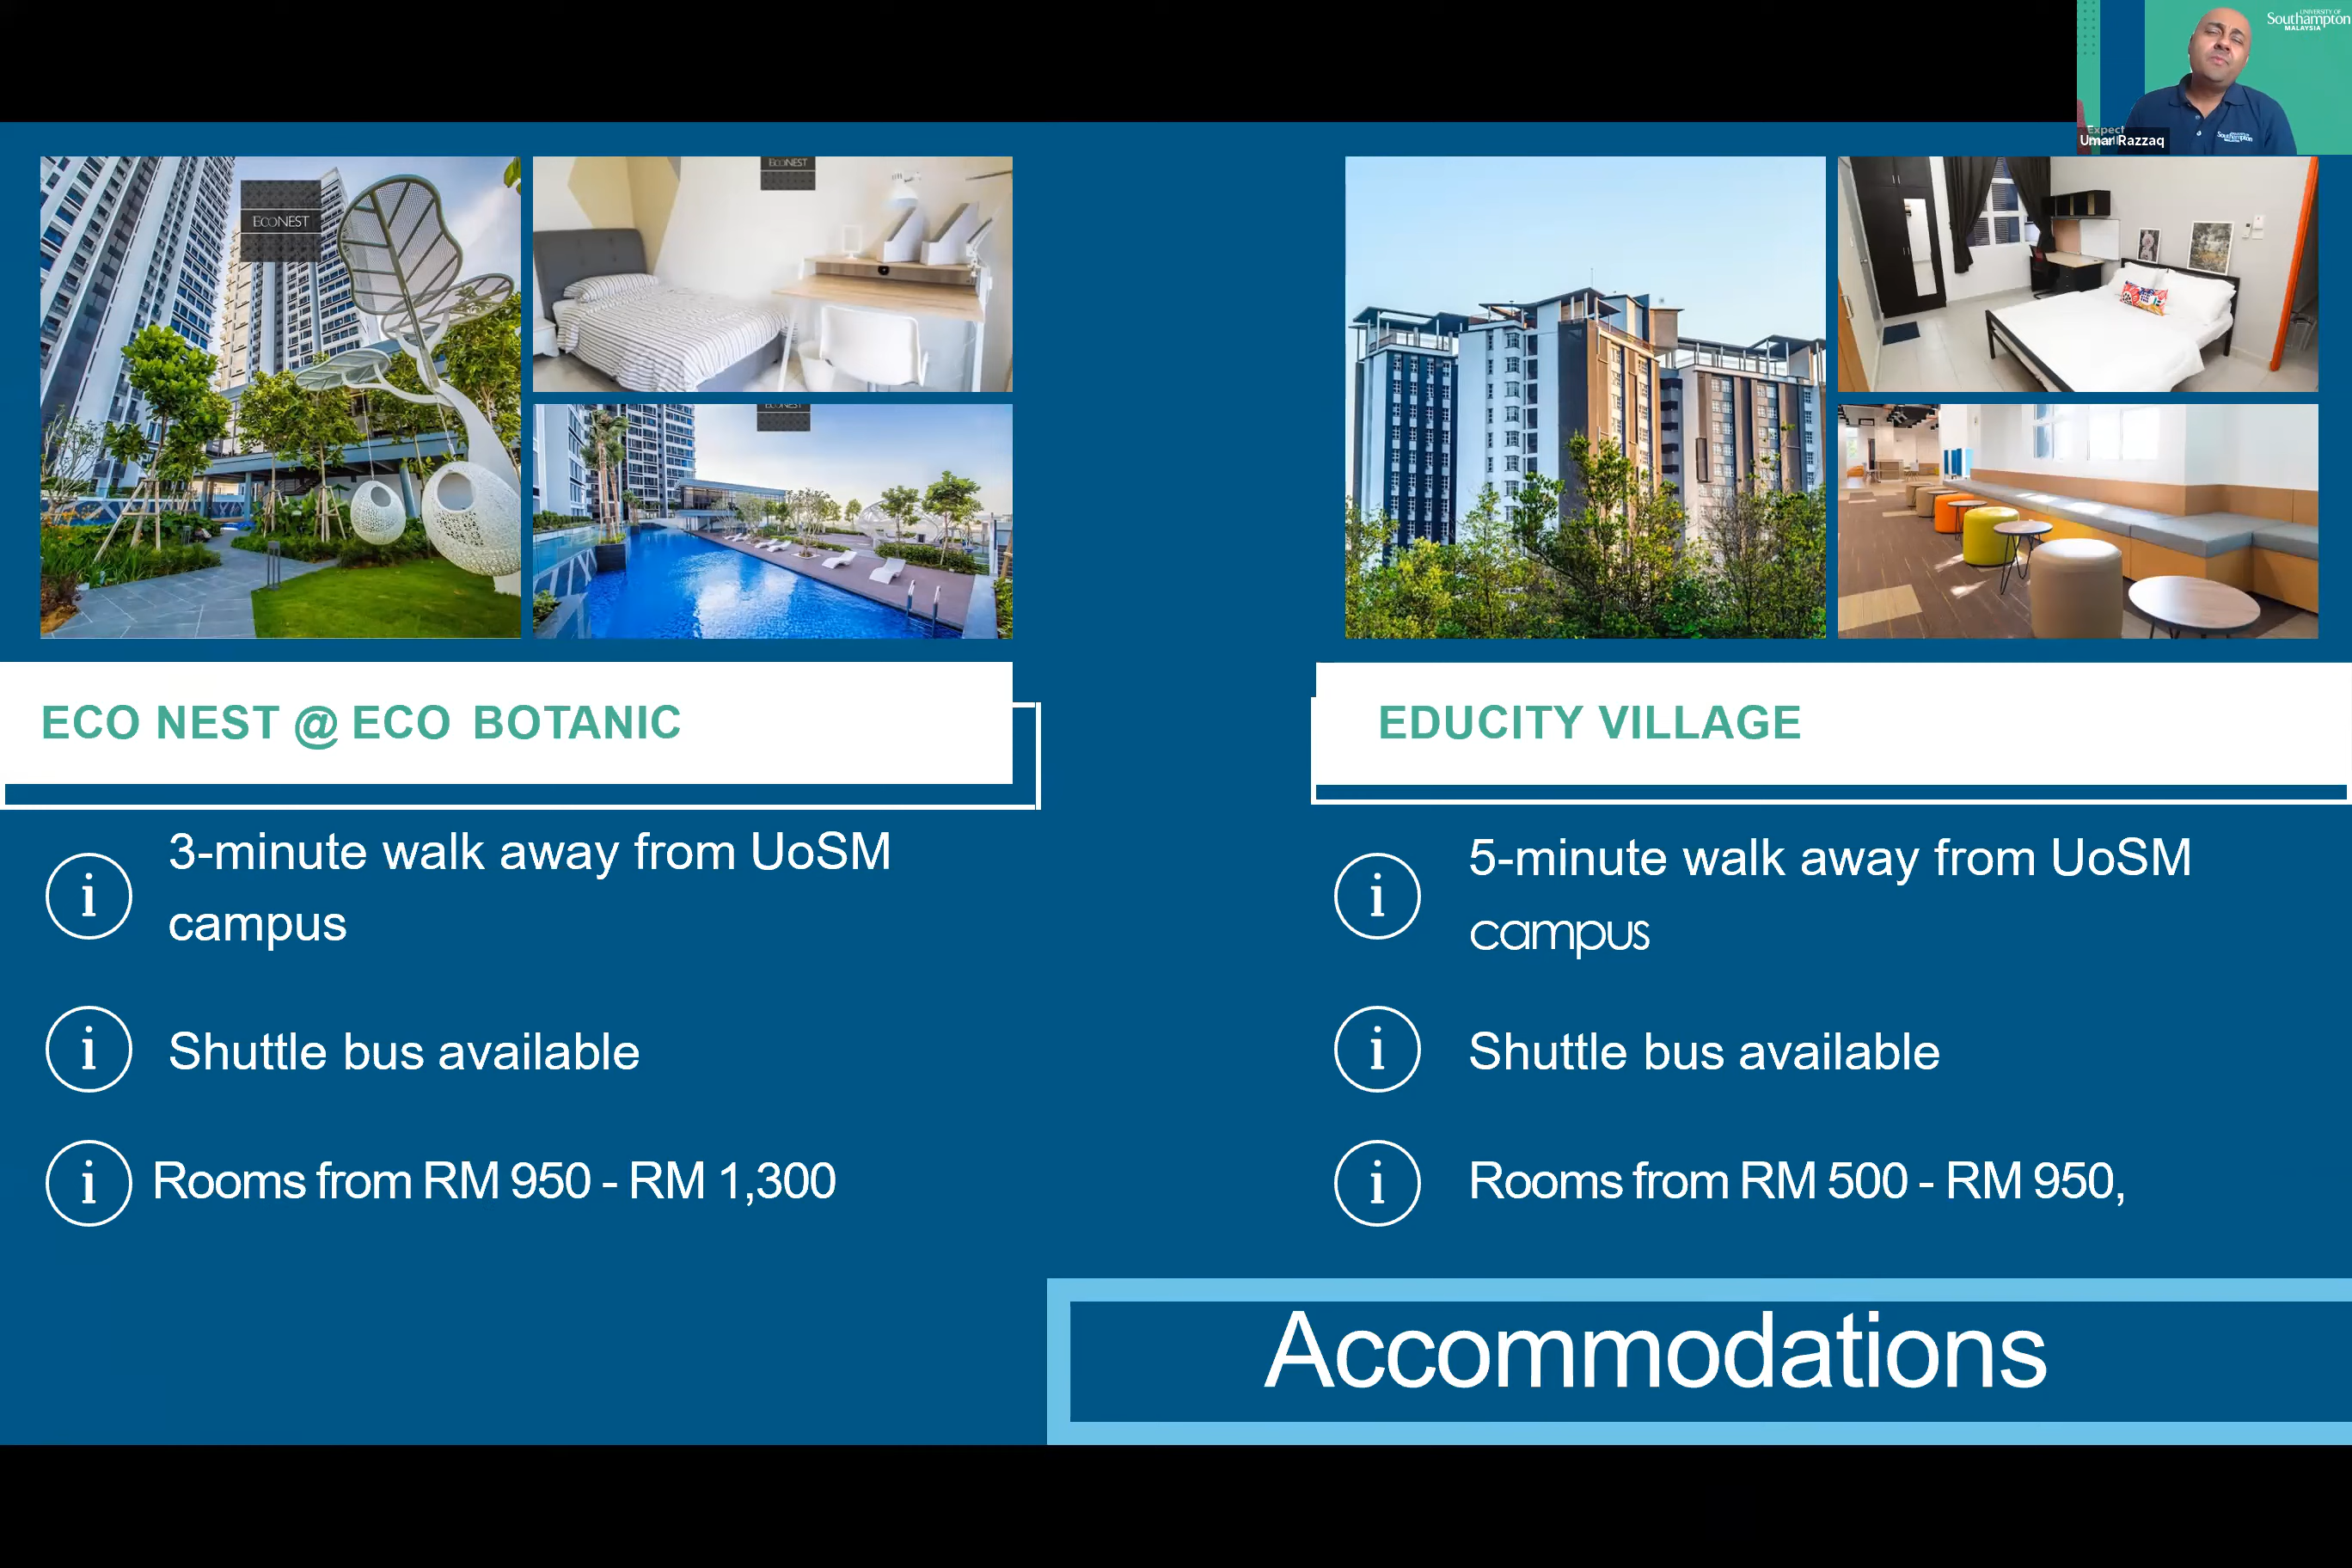 UNIVERSITY OF
Southampton
MALAYSIA
Expect
Umar Razzaq
Southampton
ECONEST
ECONEST
ECONEST
ECO NEST @ ECO BOTANIC
3-minute walk away from UoSM
campus
Shuttle bus available
Rooms from RM 950 - RM 1,300
EDUCITY VILLAGE
5-minute walk away from UoSM
campus
Shuttle bus available
Rooms from RM 500 - RM 950,
Accommodations